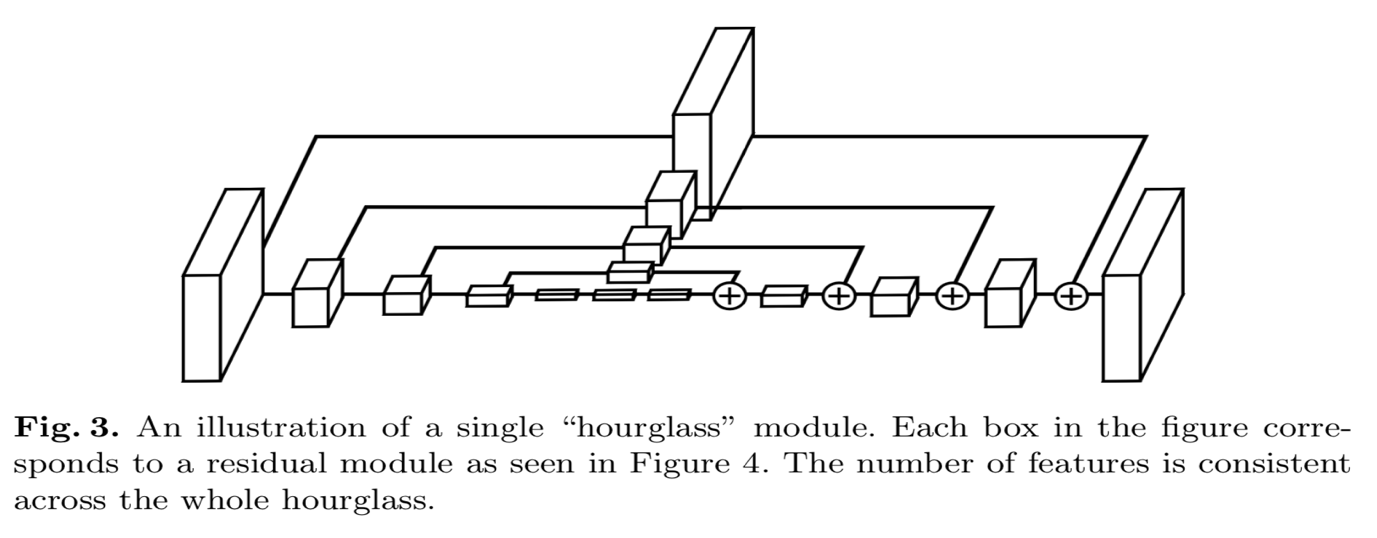 Fig. 3. An illustration of a single “hourglass” module. Each box in the figure corre-
sponds to a residual module as seen in Figure 4. The number of features is consistent
across the whole hourglass.